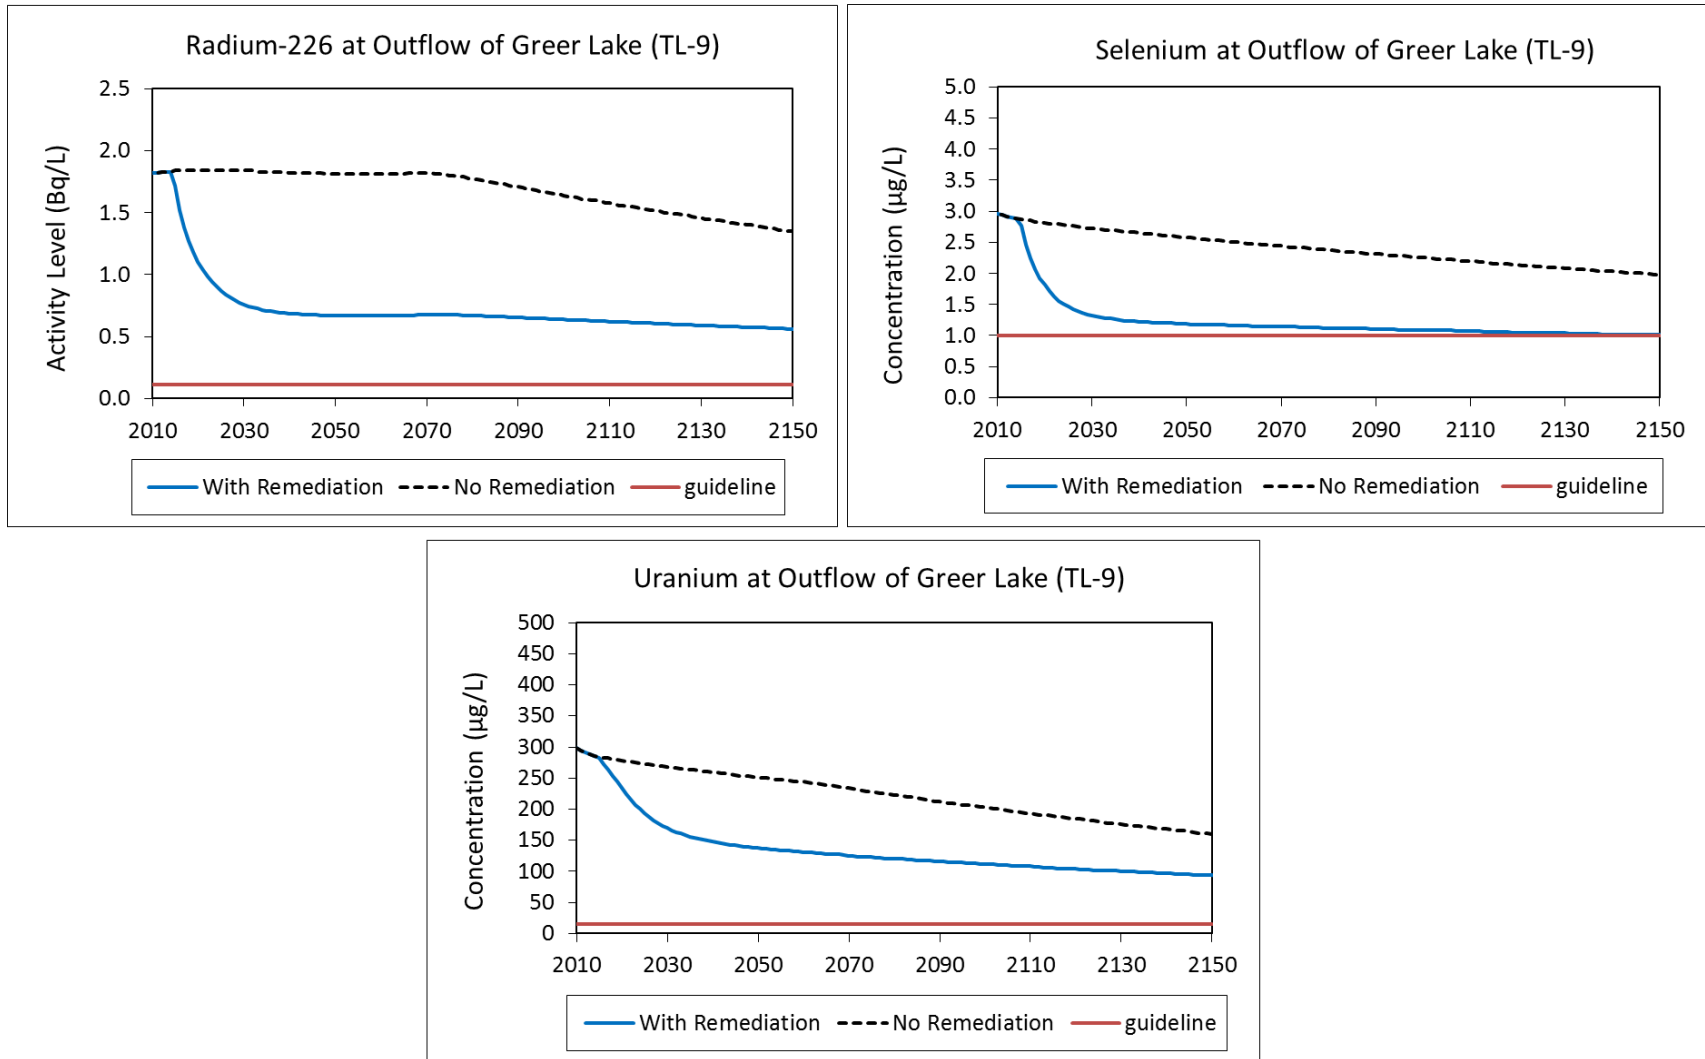 Radium-226 at Outflow of Greer Lake (TL-9)
Activity Level (Bq/L)
2.5
2.0
1.5
1.0
0.5
0.0
2010 2030 2050 2070 2090 2110 2130 2150
With Remediation No Remediation guideline
Selenium at Outflow of Greer Lake (TL-9)
Concentration (µg/L)
5.0
4.5
4.0
3.5
3.0
2.5
2.0
1.5
1.0
0.5
0.0
2010 2030 2050 2070 2090 2110 2130 2150
With Remediation No Remediation guideline
Uranium at Outflow of Greer Lake (TL-9)
Concentration (µg/L)
500
450
400
350
300
250
200
150
100
50
0
2010 2030 2050 2070 2090 2110 2130 2150
With Remediation No Remediation guideline